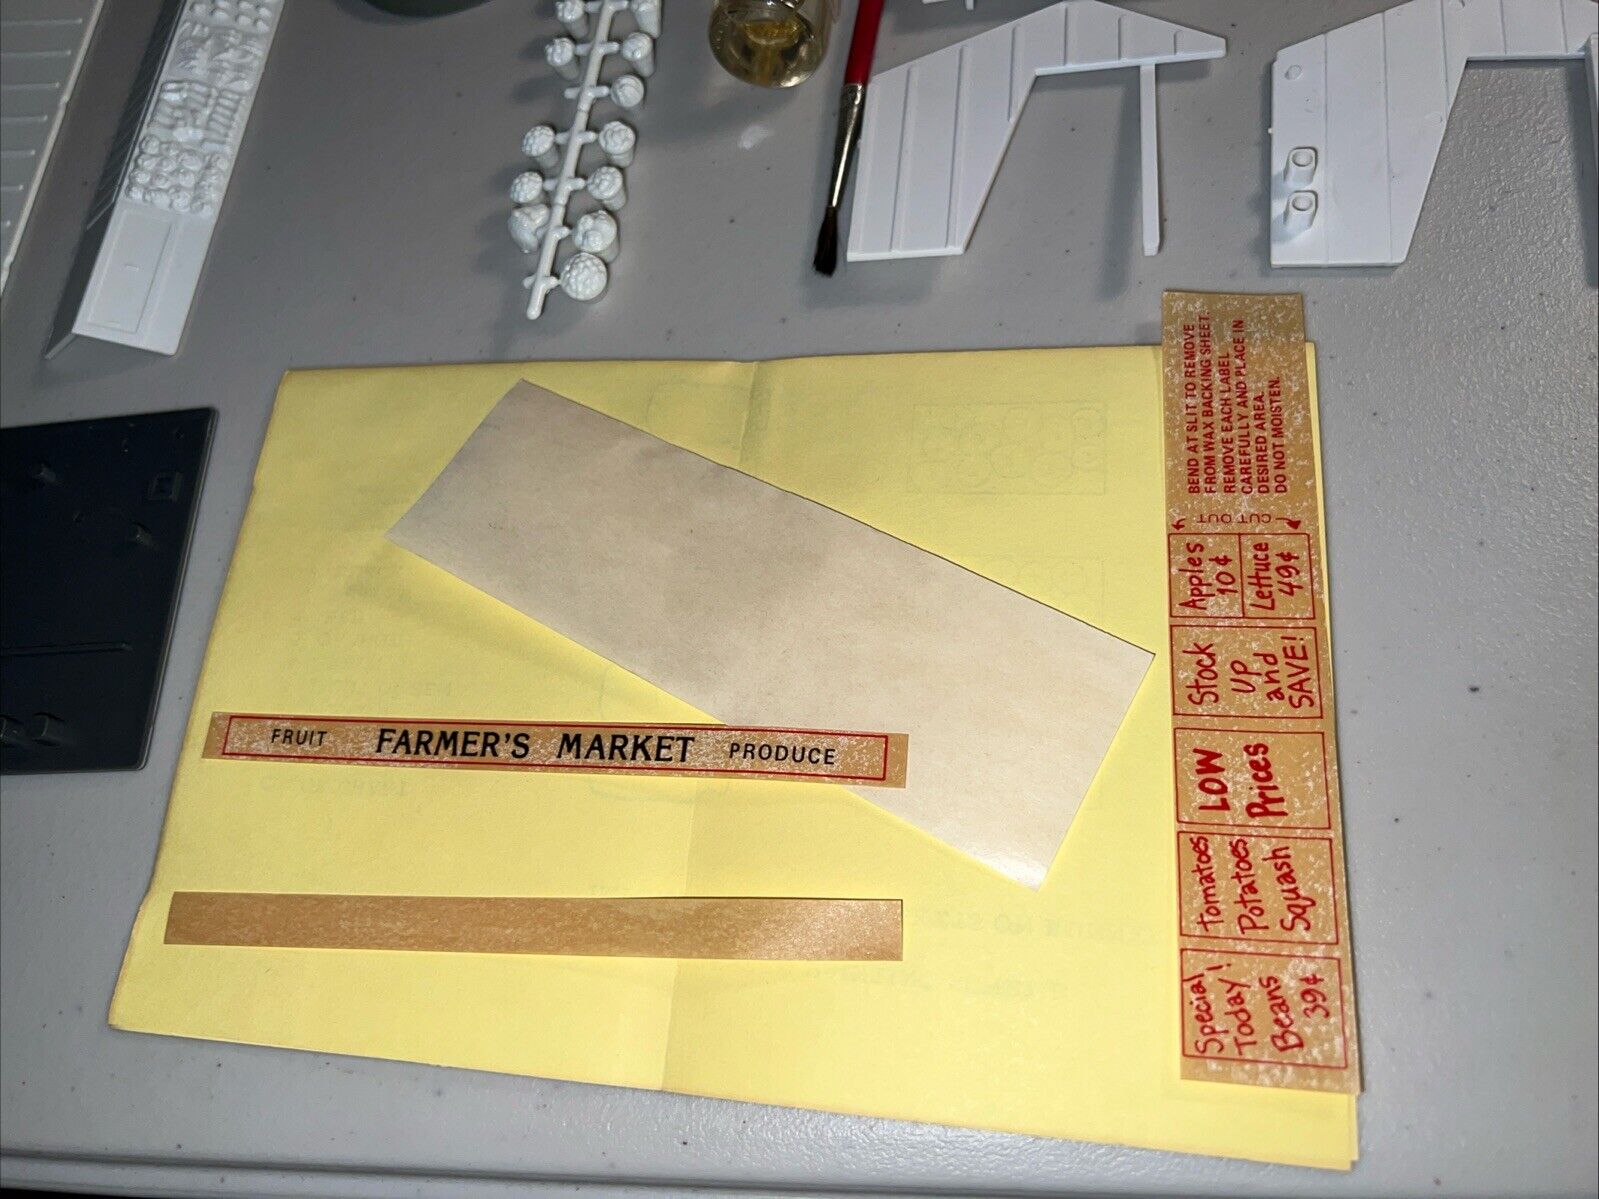 FRUIT FARMER'S MARKET PRODUCE
BEND AT SLIT TO REMOVE
FROM WAX BACKING SHEET.
REMOVE EACH LABEL
CAREFULLY AND PLACE IN
DESIRED AREA.
DO NOT MOISTEN.
Apples
10¢
Lettuce
49¢
Stock
UP
and
SAVE!
LOW
Prices
Tomatoes
Potatoes
Squash
Special
Today!
Beans
39¢